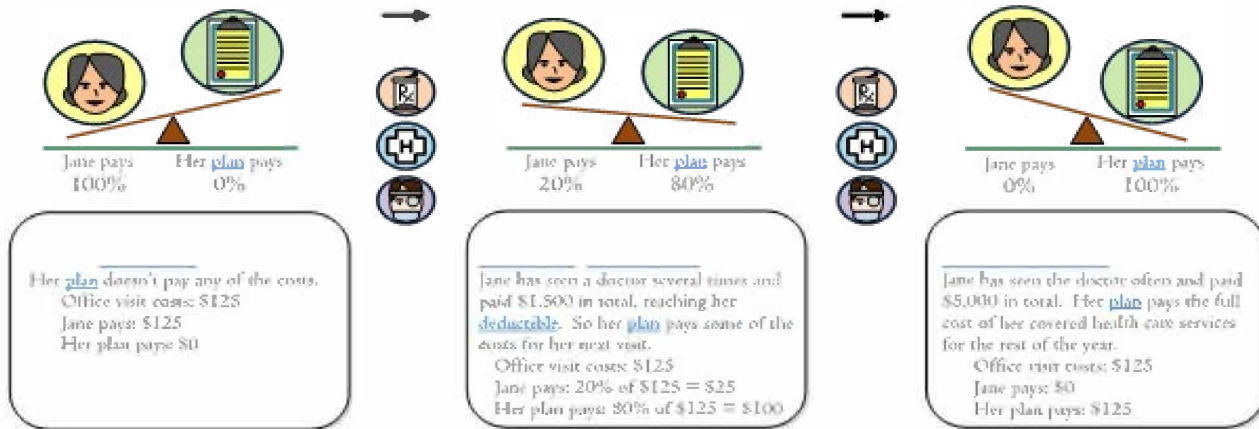 Jane pays Her plan pays
100% 0%
Her plan doesn't pay any of the costs.
Office visit costs: $125
Jane pays: $125
Her plan pays: $0
Rx
H
Jane pays Her plan pays
20% 80%
Jane has seen a doctor several times and
paid $1,500 in total, reaching her
deductible. So her plan pays some of the
costs for her next visit.
Office visit costs: $125
Jane pays: 20% of $125 = $25
Her plan pays: 80% of $125 = $100
Rx
H
Jane pays Her plan pays
0% 100%
Jane has seen the doctor often and paid
$5,000 in total. Her plan pays the full
cost of her covered health care services
for the rest of the year.
Office visit costs: $125
Jane pays: $0
Her plan pays: $125